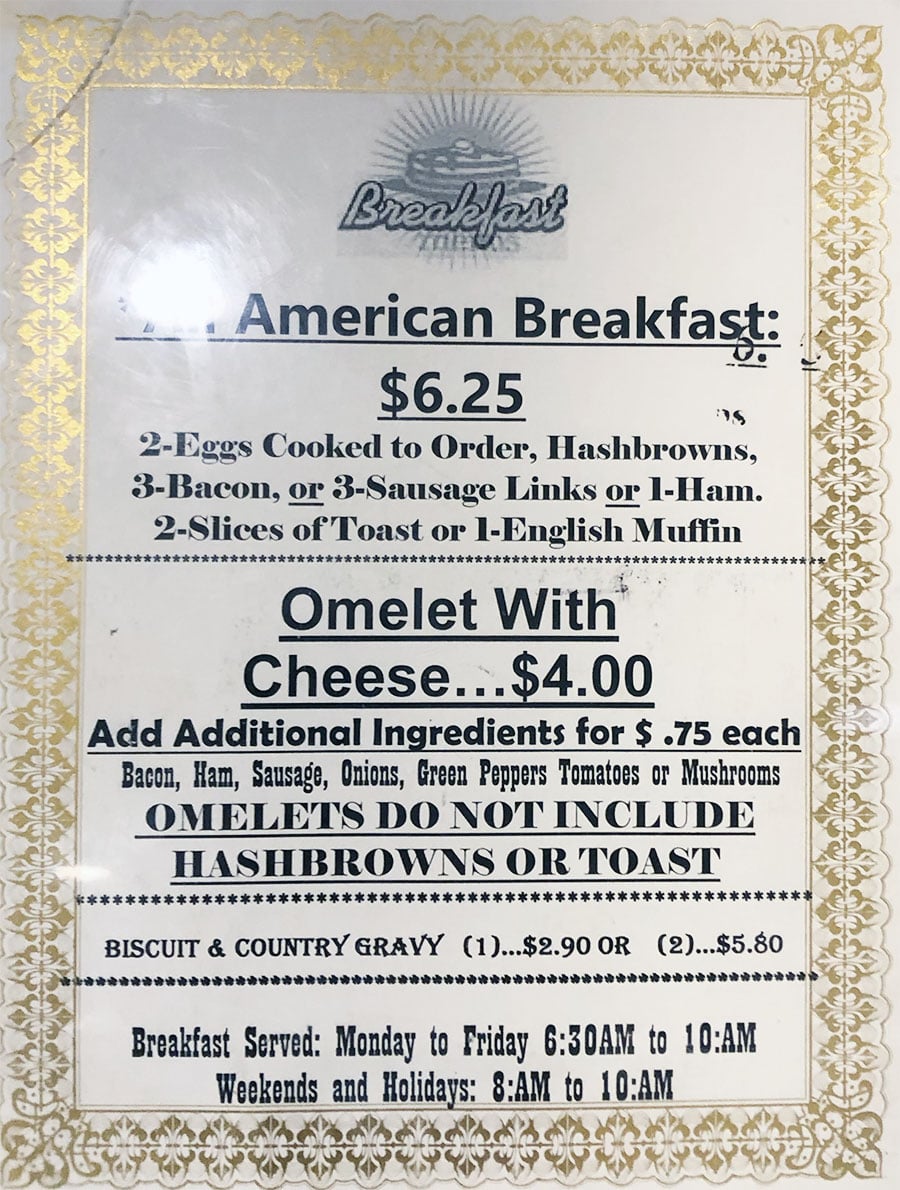 Breakfast
American Breakfast:
$6.25
2-Eggs Cooked to Order, Hashbrowns,
3-Bacon, or 3-Sausage Links or 1-Ham.
2-Slices of Toast or 1-English Muffin
Omelet With
Cheese...$4.00
Add Additional Ingredients for $ .75 each
Bacon, Ham, Sausage, Onions, Green Peppers Tomatoes or Mushrooms
OMELETS DO NOT INCLUDE
HASHBROWNS OR TOAST
BISCUIT & COUNTRY GRAVY (1)...$2.90 OR (2)...$5.80
Breakfast Served: Monday to Friday 6:30AM to 10:AM
Weekends and Holidays: 8:AM to 10:AM